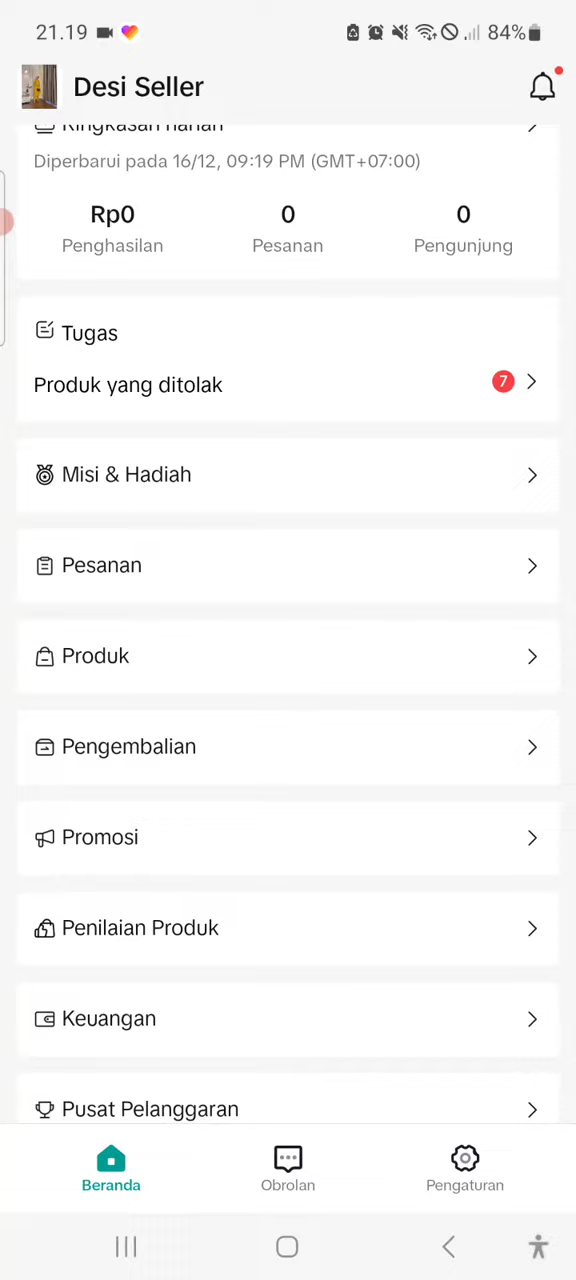 21.19
84%
Desi Seller
Ringkasan harian
Diperbarui pada 16/12, 09:19 PM (GMT+07:00)
Rp0 0 0
Penghasilan Pesanan Pengunjung
Tugas
Produk yang ditolak 7
Misi & Hadiah
Pesanan
Produk
Pengembalian
Promosi
Penilaian Produk
Keuangan
Pusat Pelanggaran
Beranda Obrolan Pengaturan